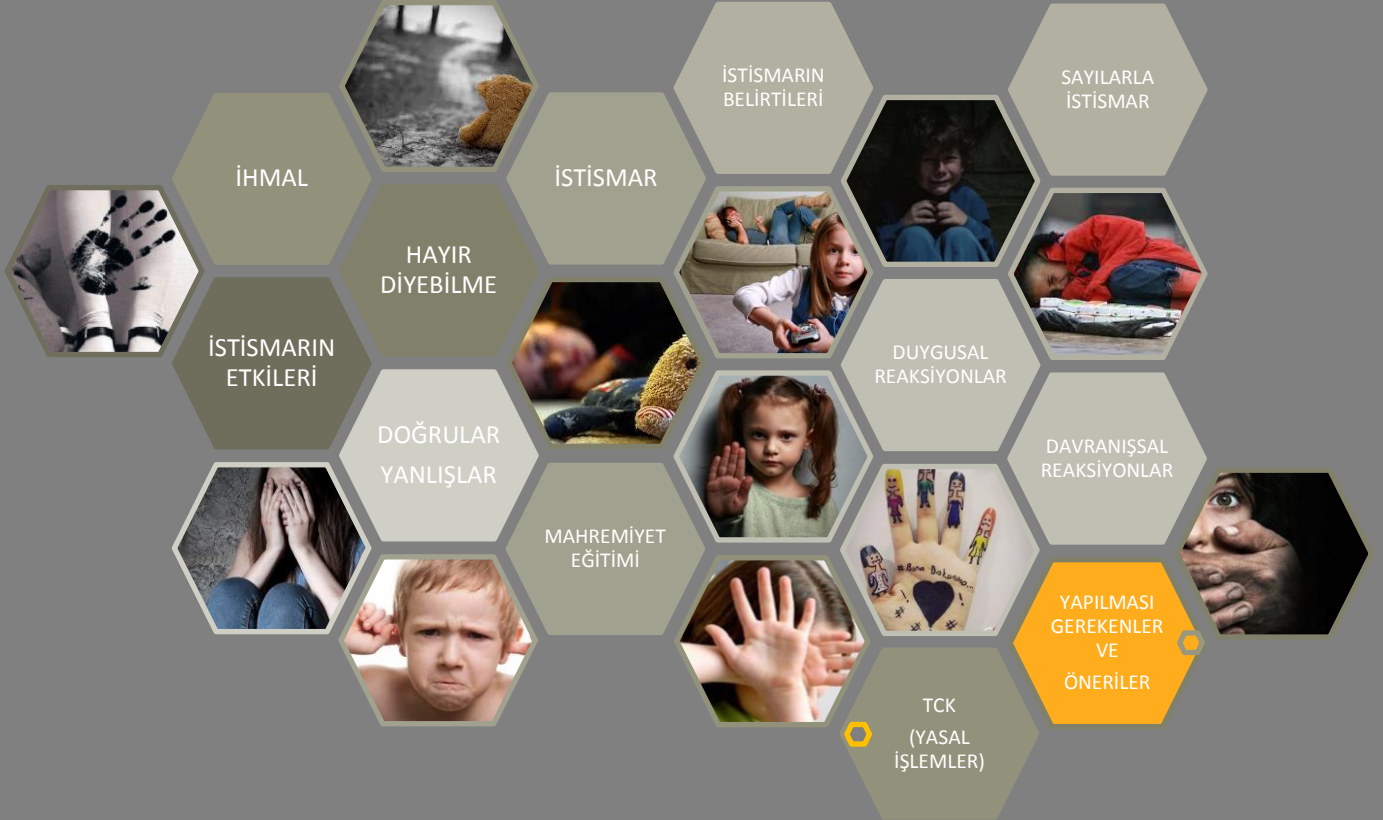 İSTİSMARIN
BELİRTİLERİ
SAYILARLA
İSTİSMAR
İHMAL
İSTİSMAR
HAYIR
DİYEBİLME
İSTİSMARIN
ETKİLERİ
DUYGUSAL
REAKSİYONLAR
DOĞRULAR
YANLIŞLAR
DAVRANIŞSAL
REAKSİYONLAR
MAHREMİYET
EĞİTİMİ
YAPILMASI
GEREKENLER
VE
ÖNERİLER
TCK
(YASAL
İŞLEMLER)